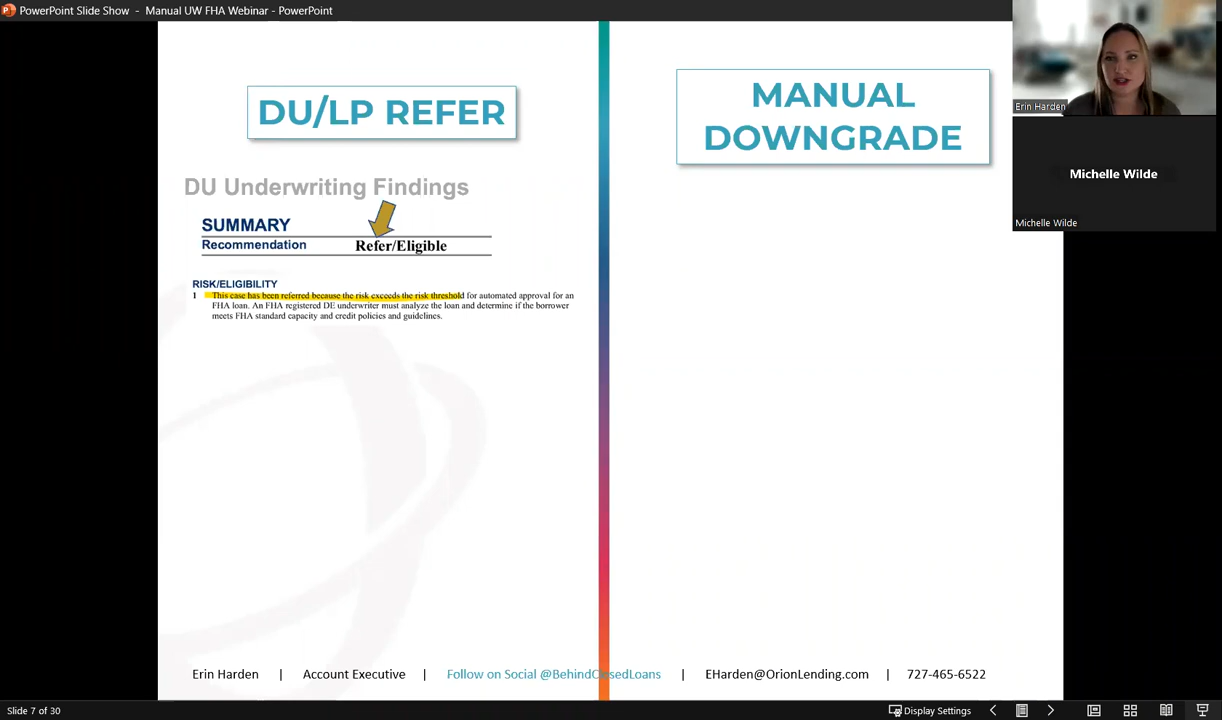 PowerPoint Slide Show - Manual UW FHA Webinar - PowerPoint
DU/LP REFER
DU Underwriting Findings
SUMMARY
Recommendation Refer/Eligible
RISK/ELIGIBILITY
1 This case has been referred because the risk exceeds the risk threshold for automated approval for an
FHA loan. An FHA registered DE underwriter must analyze the loan and determine if the borrower
meets FHA standard capacity and credit policies and guidelines.
MANUAL
DOWNGRADE
Erin Harden
Michelle Wilde
Michelle Wilde
Erin Harden | Account Executive | Follow on Social @BehindClosedLoans | EHarden@OrionLending.com | 727-465-6522
Slide 7 of 30
Display Settings